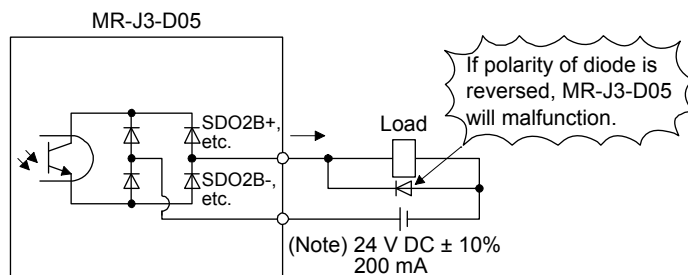 MR-J3-D05
If polarity of diode is
reversed, MR-J3-D05
will malfunction.
SDO2B+,
etc.
Load
SDO2B-,
etc.
(Note) 24 V DC ± 10%
200 mA